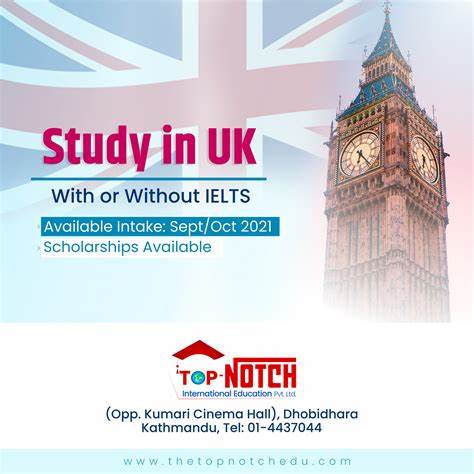 Study in UK
With or Without IELTS
Available Intake: Sept/Oct 2021
Scholarships Available
TOP-NOTCH
International Education Pvt. Ltd.
(Opp. Kumari Cinema Hall), Dhobidhara
Kathmandu, Tel: 01-4437044
www.thetopnotchedu.com